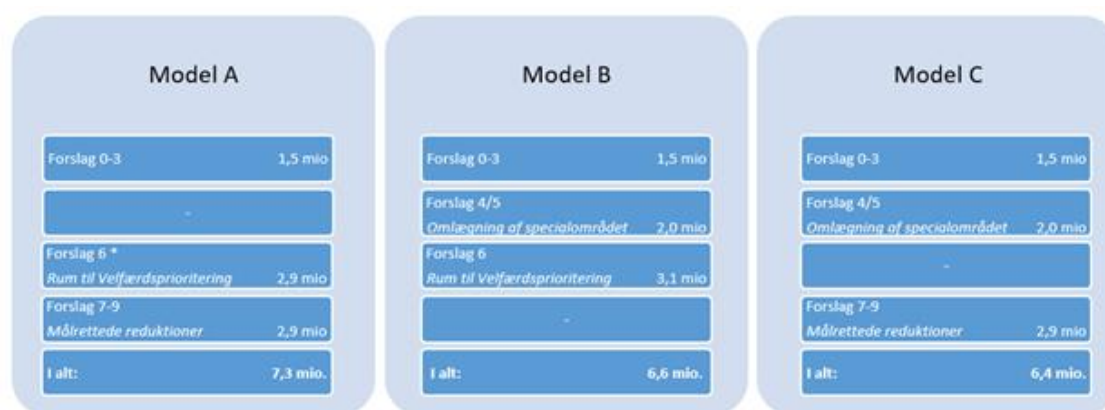 Model A
Forslag 0-3 1,5 mio
-
Forslag 6 *
Rum til Velfærdsprioritering 2,9 mio
Forslag 7-9
Målrettede reduktioner 2,9 mio
I alt: 7,3 mio.
Model B
Forslag 0-3 1,5 mio
Forslag 4/5
Omlægning af specialområdet 2,0 mio
Forslag 6
Rum til Velfærdsprioritering 3,1 mio
-
I alt: 6,6 mio.
Model C
Forslag 0-3 1,5 mio
Forslag 4/5
Omlægning af specialområdet 2,0 mio
-
Forslag 7-9
Målrettede reduktioner 2,9 mio
I alt: 6,4 mio.